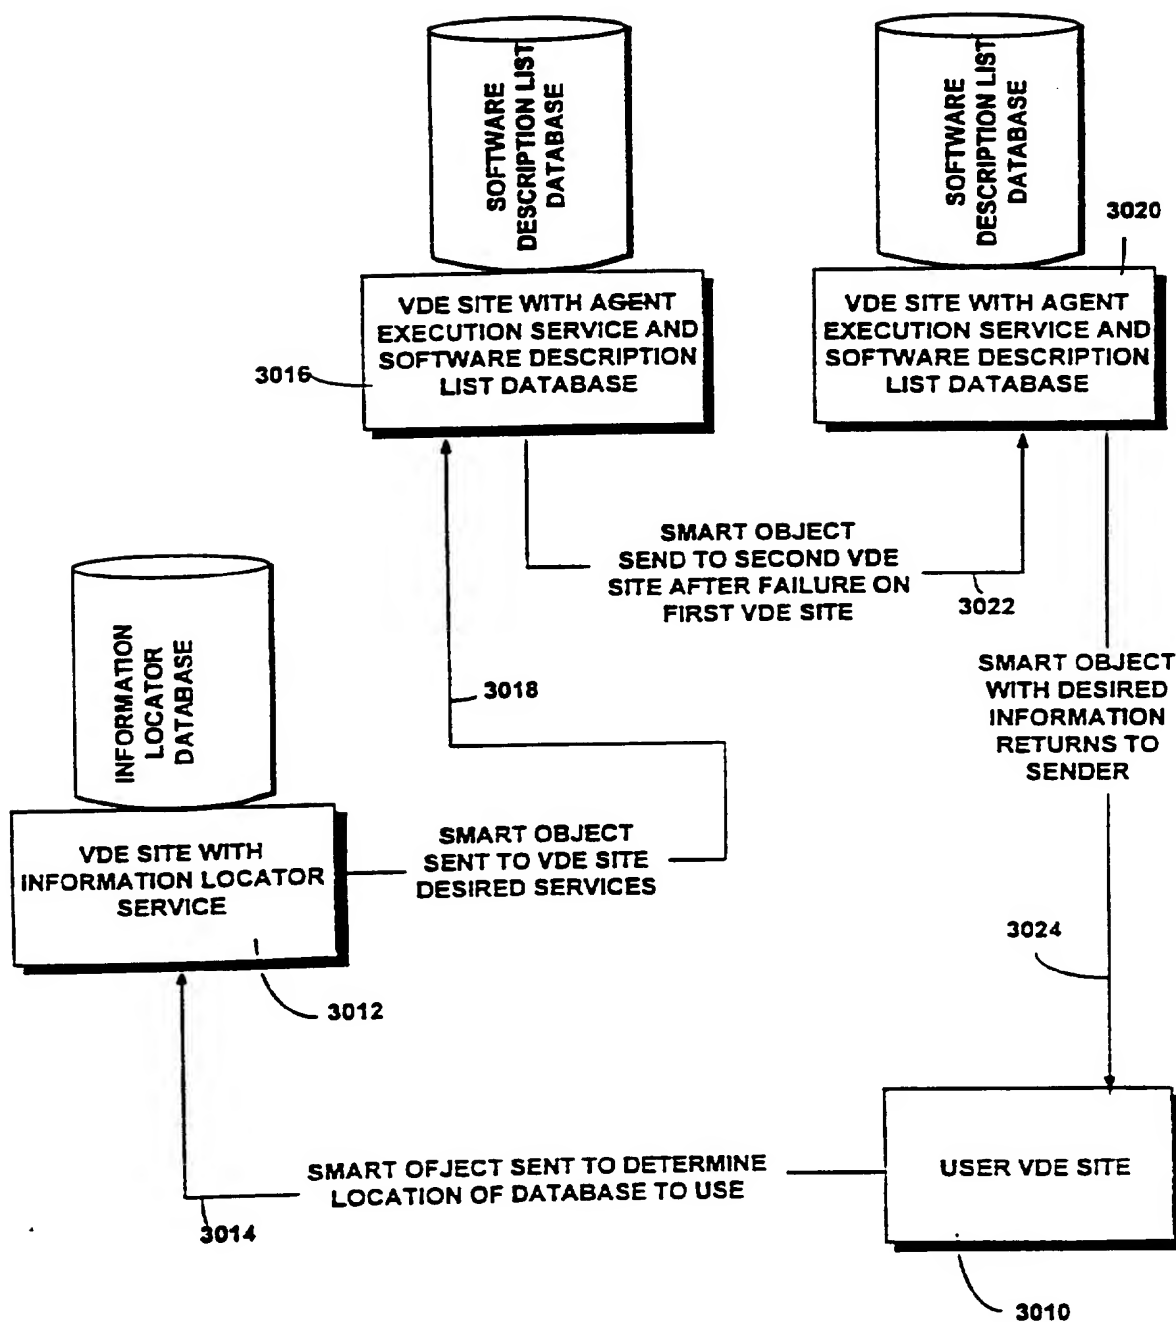 SOFTWARE
DESCRIPTION LIST
DATABASE
SOFTWARE
DESCRIPTION LIST
DATABASE
3020
VDE SITE WITH AGENT
EXECUTION SERVICE AND
SOFTWARE DESCRIPTION
LIST DATABASE
3016
VDE SITE WITH AGENT
EXECUTION SERVICE AND
SOFTWARE DESCRIPTION
LIST DATABASE
SMART OBJECT
SEND TO SECOND VDE
SITE AFTER FAILURE ON
FIRST VDE SITE
3022
INFORMATION
LOCATOR
DATABASE
3018
SMART OBJECT
WITH DESIRED
INFORMATION
RETURNS TO
SENDER
VDE SITE WITH
INFORMATION LOCATOR
SERVICE
SMART OBJECT
SENT TO VDE SITE
DESIRED SERVICES
3024
3012
SMART OFJECT SENT TO DETERMINE
LOCATION OF DATABASE TO USE
3014
USER VDE SITE
3010